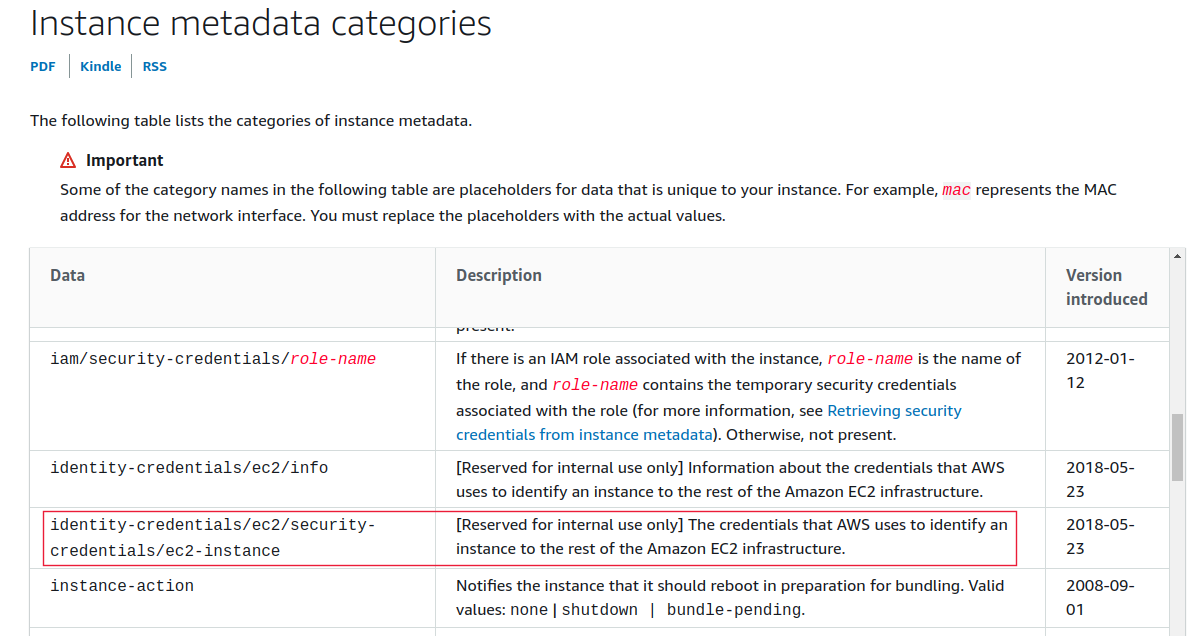 Instance metadata categories
PDF | Kindle | RSS
The following table lists the categories of instance metadata.
Important
Some of the category names in the following table are placeholders for data that is unique to your instance. For example, mac represents the MAC
address for the network interface. You must replace the placeholders with the actual values.
Data Description Version
introduced
present.
iam/security-credentials/role-name If there is an IAM role associated with the instance, role-name is the name of 2012-01-
the role, and role-name contains the temporary security credentials 12
associated with the role (for more information, see Retrieving security
credentials from instance metadata). Otherwise, not present.
identity-credentials/ec2/info [Reserved for internal use only] Information about the credentials that AWS 2018-05-
uses to identify an instance to the rest of the Amazon EC2 infrastructure. 23
identity-credentials/ec2/security- [Reserved for internal use only] The credentials that AWS uses to identify an 2018-05-
credentials/ec2-instance instance to the rest of the Amazon EC2 infrastructure. 23
instance-action Notifies the instance that it should reboot in preparation for bundling. Valid 2008-09-
values: none | shutdown | bundle-pending. 01